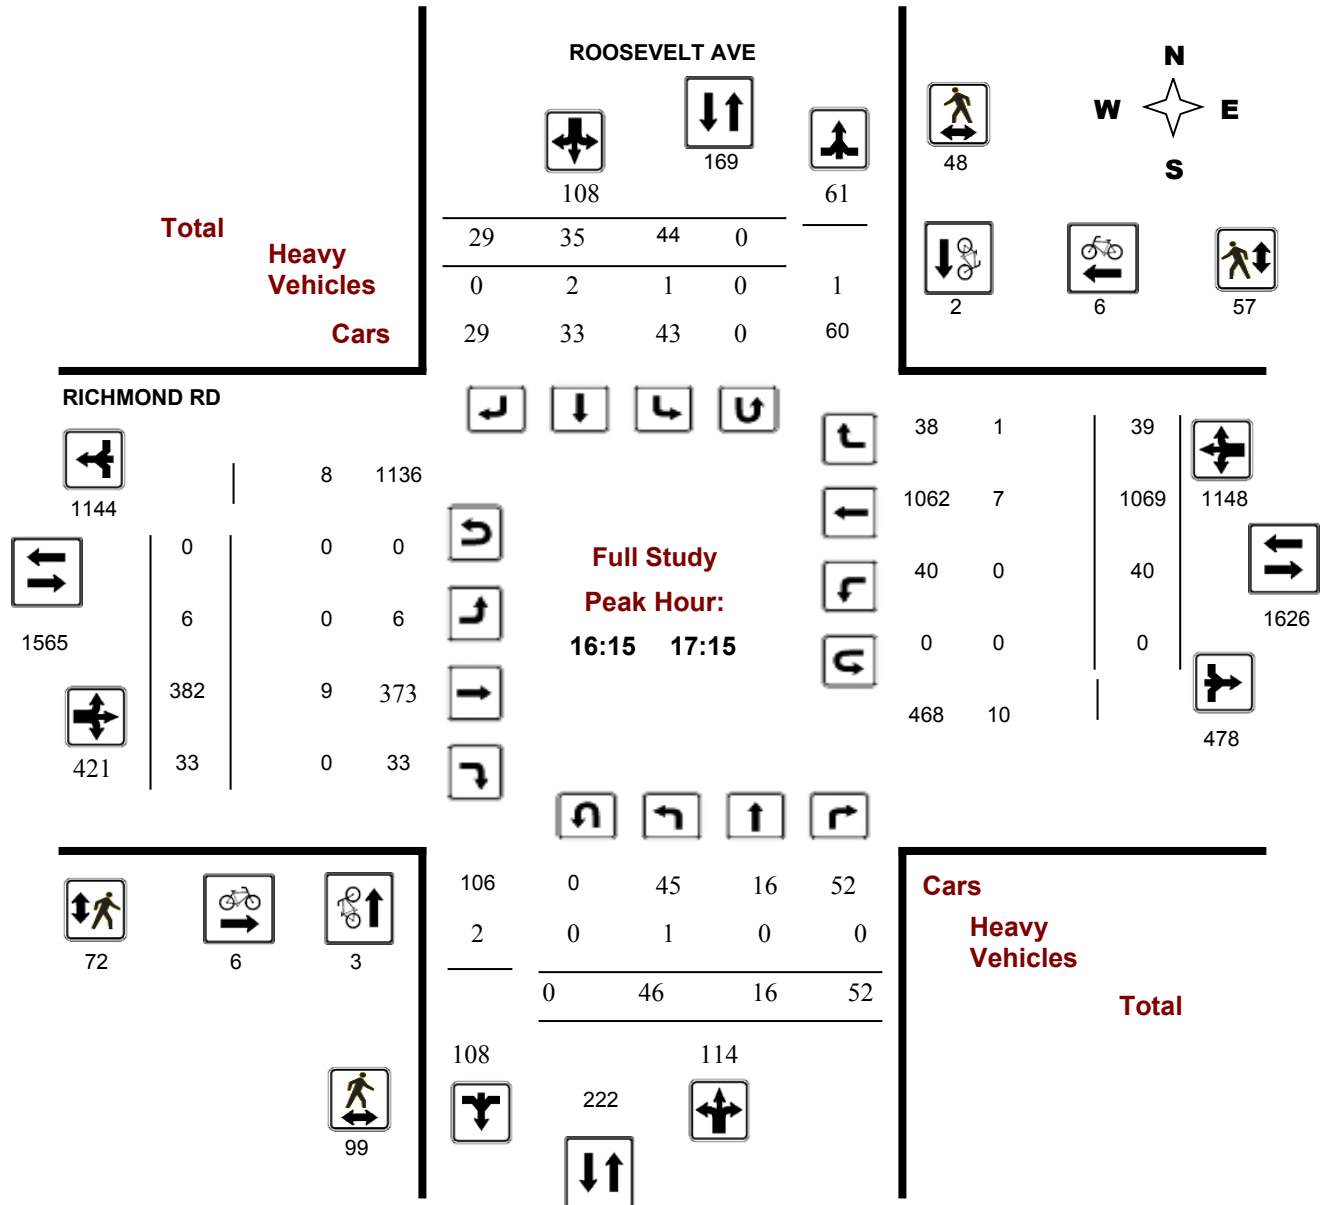 ROOSEVELT AVE
N
W E
S
169
48
108 61
Total
29 35 44 0
Heavy
Vehicles
0 2 1 0 1
2 6 57
Cars
29 33 43 0 60
RICHMOND RD
38 1 39
8 1136
1144
1062 7 1069 1148
0 0 0
Full Study
40 0 40
Peak Hour:
6 0 6
1626
1565
16:15 17:15
0 0 0
382 9 373
468 10
478
421 33 0 33
106 0 45 16 52
Cars
2 0 1 0 0
Heavy
Vehicles
72 6 3
0 46 16 52
Total
108 114
222
99